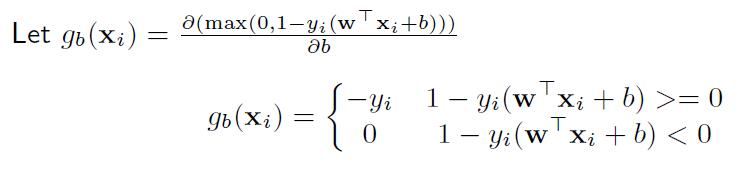 Let g_b(x_i) = ∂(max(0,1−y_i(w^⊤x_i+b))) / ∂b
g_b(x_i) = { −y_i 1 − y_i(w^⊤x_i + b) >= 0
0 1 − y_i(w^⊤x_i + b) < 0